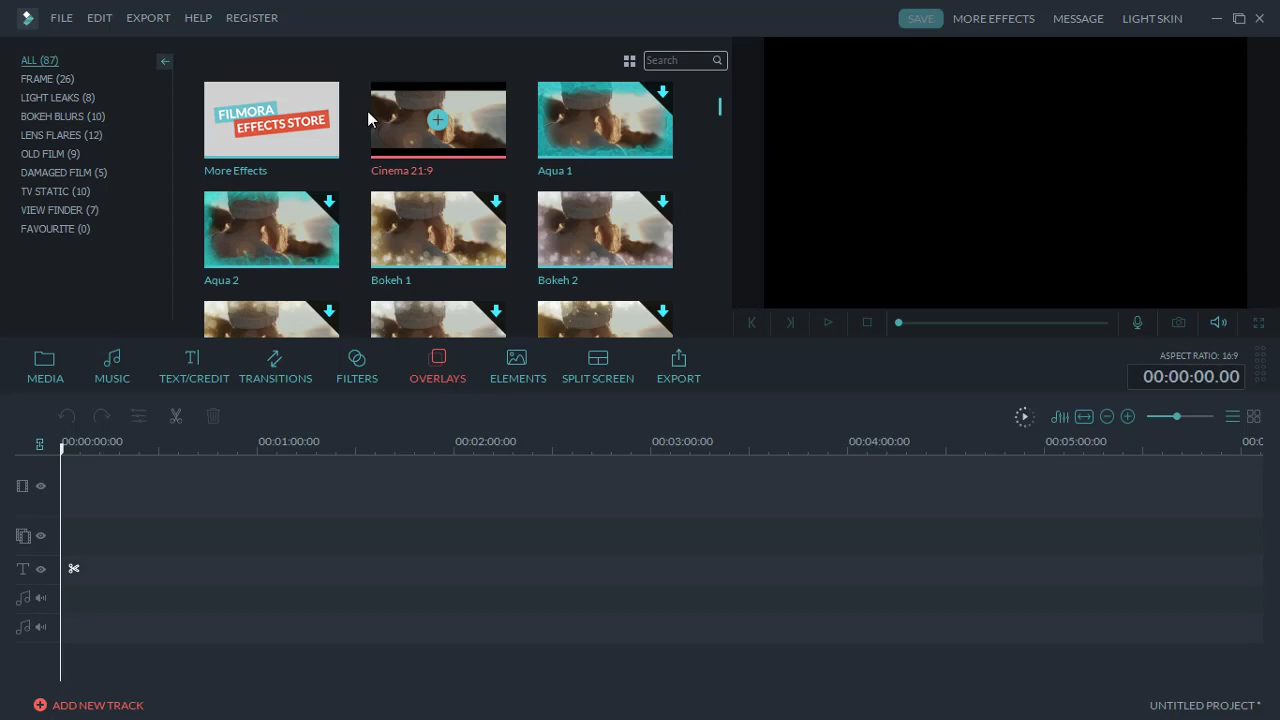 FILE EDIT EXPORT HELP REGISTER SAVE MORE EFFECTS MESSAGE LIGHT SKIN
ALL (87)
FRAME (26)
LIGHT LEAKS (8)
BOKEH BLURS (10)
LENS FLARES (12)
OLD FILM (9)
DAMAGED FILM (5)
TV STATIC (10)
VIEW FINDER (7)
FAVOURITE (0)
Search
FILMORA
EFFECTS STORE
More Effects Cinema 21:9 Aqua 1
Aqua 2 Bokeh 1 Bokeh 2
MEDIA MUSIC TEXT/CREDIT TRANSITIONS FILTERS OVERLAYS ELEMENTS SPLIT SCREEN EXPORT
ASPECT RATIO: 16:9
00:00:00.00
00:00:00:00 00:01:00:00 00:02:00:00 00:03:00:00 00:04:00:00 00:05:00:00
ADD NEW TRACK
UNTITLED PROJECT *